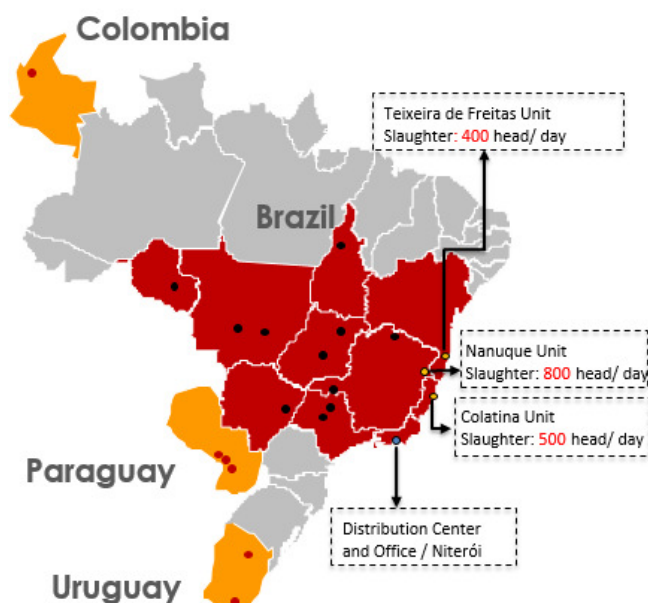 Colombia
Teixeira de Freitas Unit
Slaughter: 400 head/ day
Brazil
Nanuque Unit
Slaughter: 800 head/ day
Colatina Unit
Slaughter: 500 head/ day
Paraguay
Distribution Center
and Office / Niterói
Uruguay